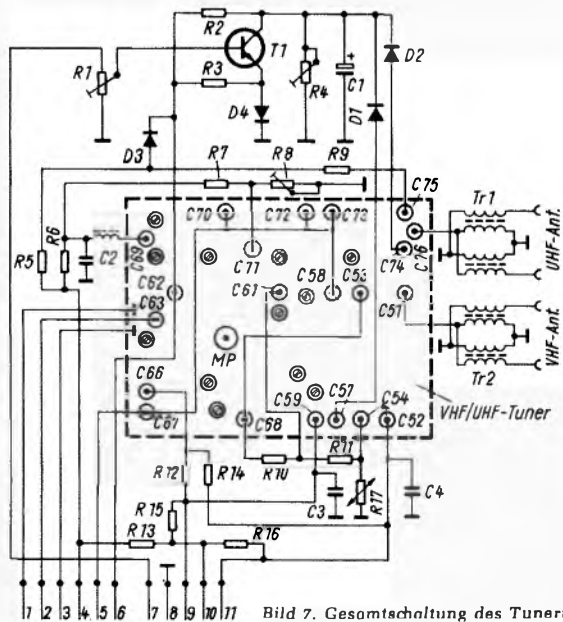 R2
T1
D2
R1
R3
R4
+
C1
D4
D1
D3
R7
R8
R9
C75
Tr1
UHF-Ant.
C70
C72
C73
C76
R5
R6
C2
C69
C71
C74
C62
C67
C58
C53
C51
C63
VHF-Ant.
MP
Tr2
C66
C59
C57
C54
VHF/UHF-Tuner
C67
C68
C52
R12
R14
R10
R11
R17
C4
R15
C3
R13
R16
1 2 3 4 5 6 7 8 9 10 11
Bild 7. Gesamtschaltung des Tuners